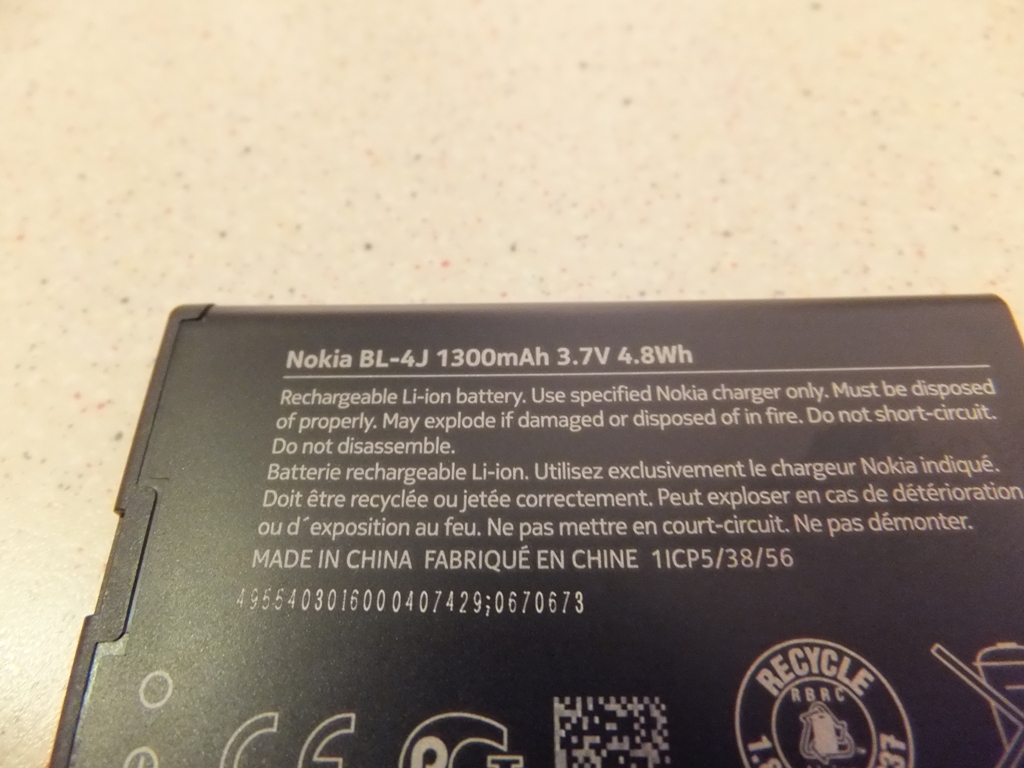 Nokia BL-4J 1300mAh 3.7V 4.8Wh
Rechargeable Li-ion battery. Use specified Nokia charger only. Must be disposed
of properly. May explode if damaged or disposed of in fire. Do not short-circuit.
Do not disassemble.
Batterie rechargeable Li-ion. Utilisez exclusivement le chargeur Nokia indiqué.
Doit être recyclée ou jetée correctement. Peut exploser en cas de détérioration
ou d´exposition au feu. Ne pas mettre en court-circuit. Ne pas démonter.
MADE IN CHINA FABRIQUÉ EN CHINE 1ICP5/38/56
4955403016000407429;0670673
RECYCLE
RBRC
CE